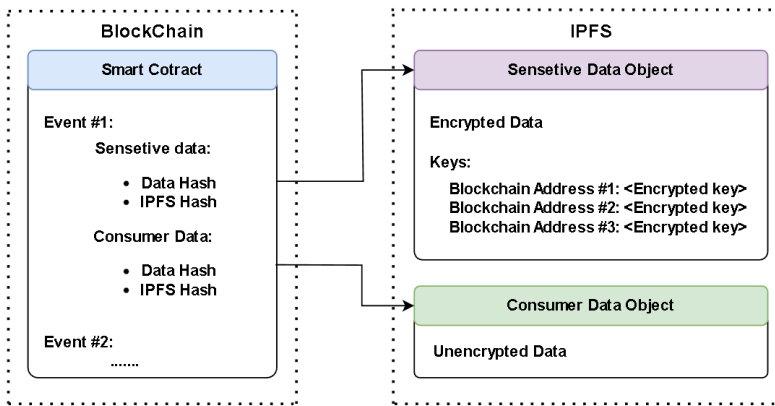 BlockChain
Smart Cotract
Event #1:
Sensetive data:
• Data Hash
• IPFS Hash
Consumer Data:
• Data Hash
• IPFS Hash
Event #2:
.......
IPFS
Sensetive Data Object
Encrypted Data
Keys:
Blockchain Address #1: <Encrypted key>
Blockchain Address #2: <Encrypted key>
Blockchain Address #3: <Encrypted key>
Consumer Data Object
Unencrypted Data